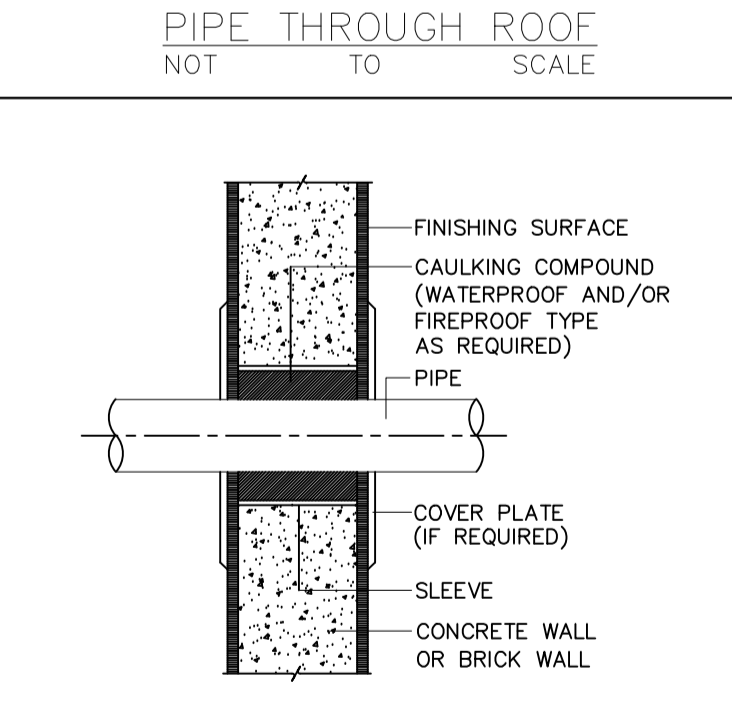 PIPE THROUGH ROOF
NOT TO SCALE
FINISHING SURFACE
CAULKING COMPOUND
(WATERPROOF AND/OR
FIREPROOF TYPE
AS REQUIRED)
PIPE
COVER PLATE
(IF REQUIRED)
SLEEVE
CONCRETE WALL
OR BRICK WALL